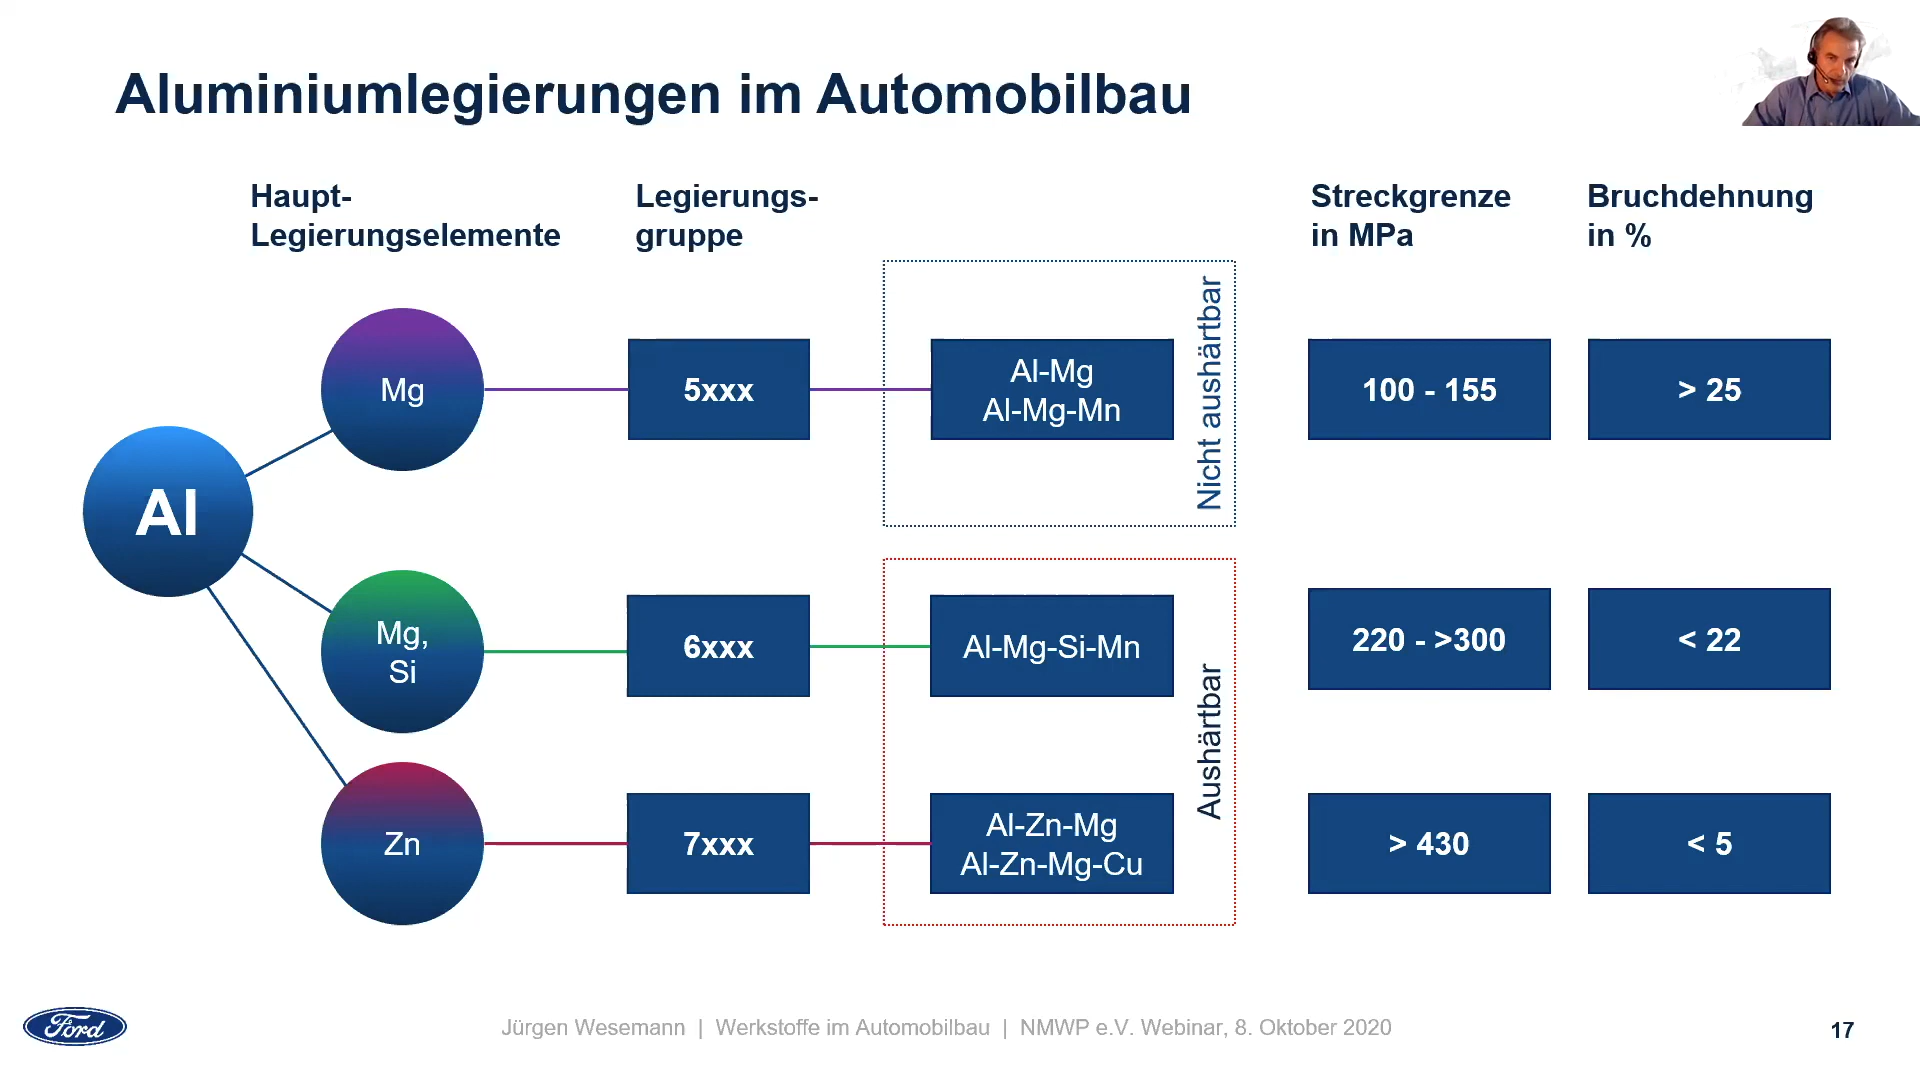 Aluminiumlegierungen im Automobilbau
Haupt-
Legierungselemente
Legierungs-
gruppe
Streckgrenze
in MPa
Bruchdehnung
in %
Al
Mg
5xxx
Al-Mg
Al-Mg-Mn
Nicht aushärtbar
100 - 155
> 25
Mg,
Si
6xxx
Al-Mg-Si-Mn
220 - >300
< 22
Aushärtbar
Zn
7xxx
Al-Zn-Mg
Al-Zn-Mg-Cu
> 430
< 5
Ford
Jürgen Wesemann | Werkstoffe im Automobilbau | NMWP e.V. Webinar, 8. Oktober 2020
17